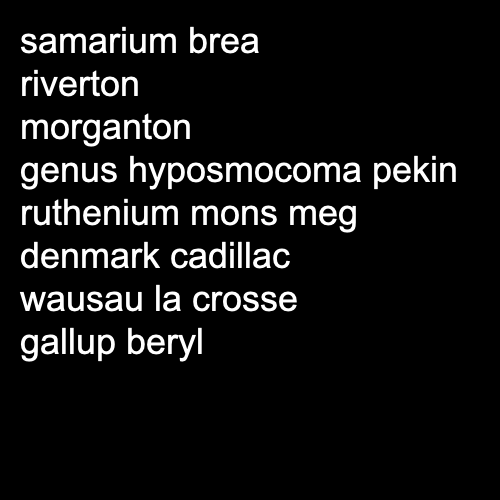 samarium brea
riverton
morganton
genus hyposmocoma pekin
ruthenium mons meg
denmark cadillac
wausau la crosse
gallup beryl